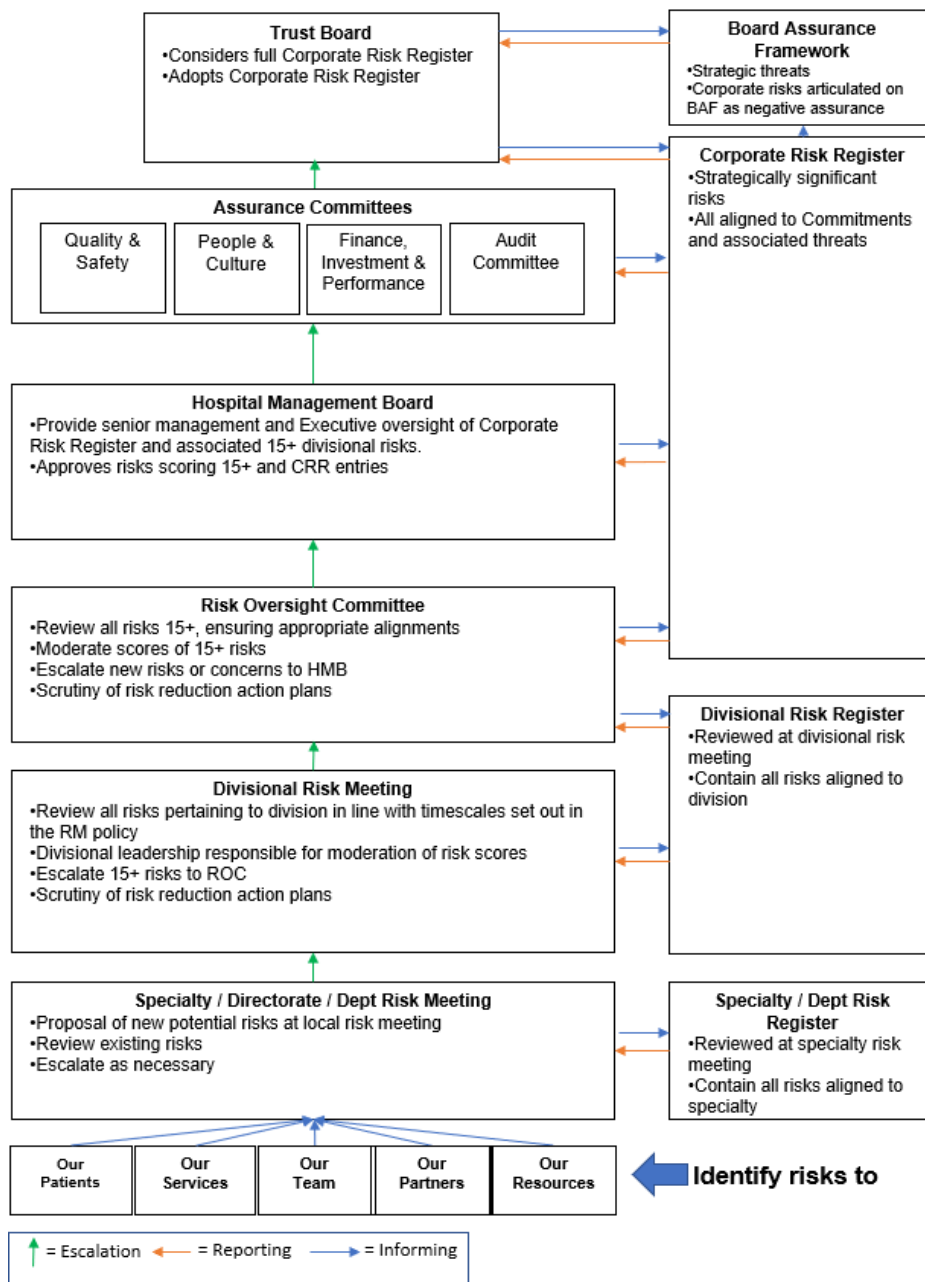 Trust Board
•Considers full Corporate Risk Register
•Adopts Corporate Risk Register
Board Assurance
Framework
•Strategic threats
•Corporate risks articulated on
BAF as negative assurance
Corporate Risk Register
•Strategically significant
risks
•All aligned to Commitments
and associated threats
Assurance Committees
Quality &
Safety
People &
Culture
Finance,
Investment &
Performance
Audit
Committee
Hospital Management Board
•Provide senior management and Executive oversight of Corporate
Risk Register and associated 15+ divisional risks.
•Approves risks scoring 15+ and CRR entries
Risk Oversight Committee
•Review all risks 15+, ensuring appropriate alignments
•Moderate scores of 15+ risks
•Escalate new risks or concerns to HMB
•Scrutiny of risk reduction action plans
Divisional Risk Register
•Reviewed at divisional risk
meeting
•Contain all risks aligned to
division
Divisional Risk Meeting
•Review all risks pertaining to division in line with timescales set out in
the RM policy
•Divisional leadership responsible for moderation of risk scores
•Escalate 15+ risks to ROC
•Scrutiny of risk reduction action plans
Specialty / Directorate / Dept Risk Meeting
•Proposal of new potential risks at local risk meeting
•Review existing risks
•Escalate as necessary
Specialty / Dept Risk
Register
•Reviewed at specialty risk
meeting
•Contain all risks aligned to
specialty
Our
Patients
Our
Services
Our
Team
Our
Partners
Our
Resources
Identify risks to
= Escalation
= Reporting
= Informing